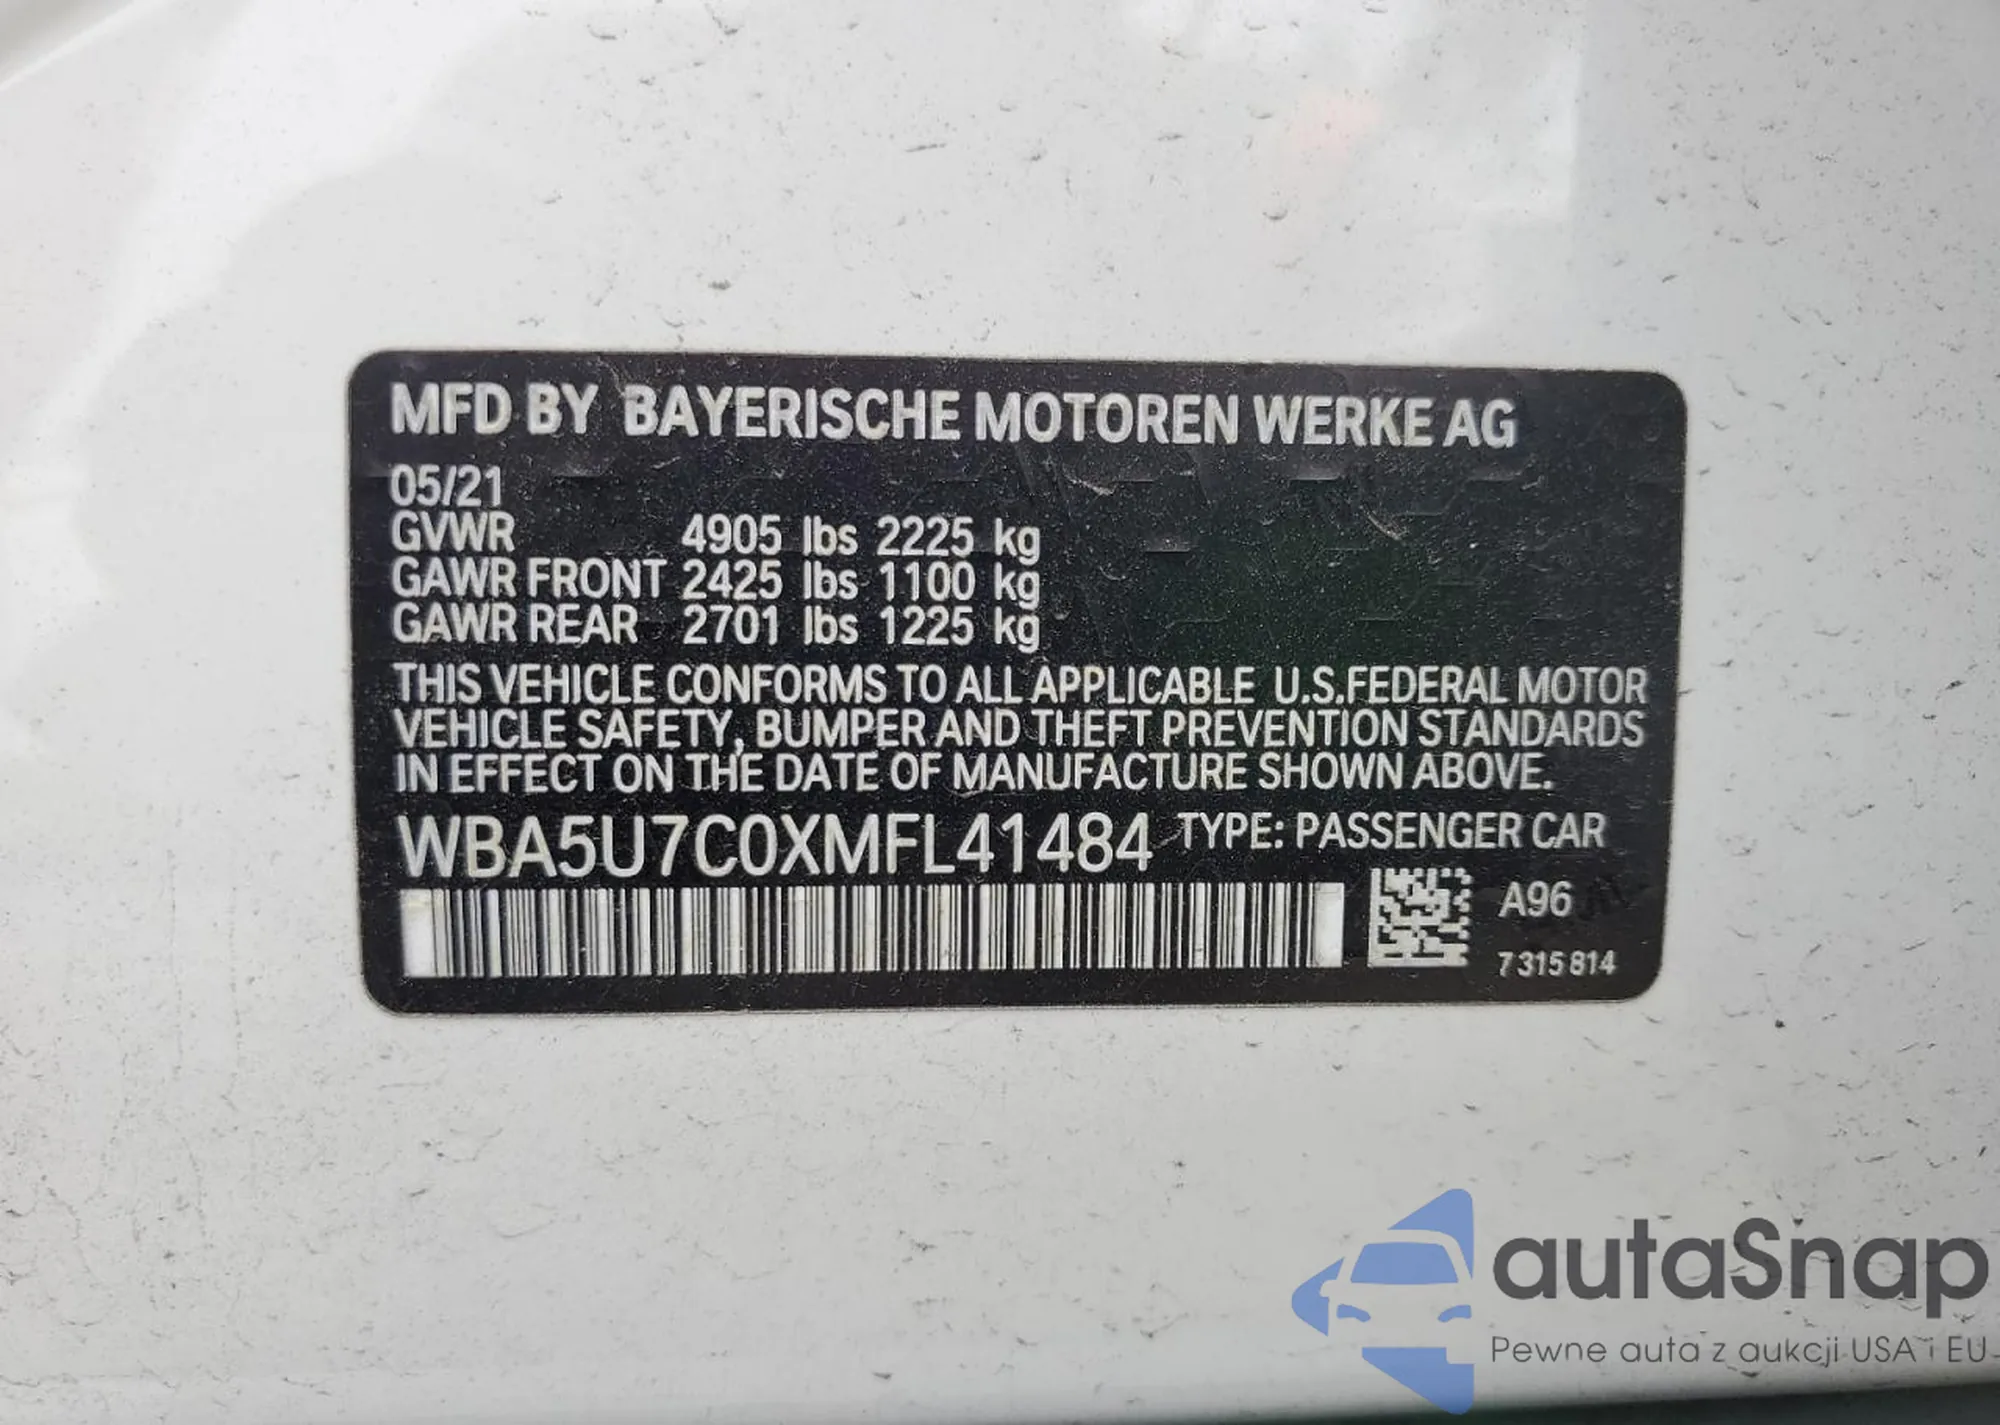 MFD BY BAYERISCHE MOTOREN WERKE AG
05/21
GVWR 4905 lbs 2225 kg
GAWR FRONT 2425 lbs 1100 kg
GAWR REAR 2701 lbs 1225 kg
THIS VEHICLE CONFORMS TO ALL APPLICABLE U.S.FEDERAL MOTOR
VEHICLE SAFETY, BUMPER AND THEFT PREVENTION STANDARDS
IN EFFECT ON THE DATE OF MANUFACTURE SHOWN ABOVE.
WBA5U7C0XMFL41484 TYPE: PASSENGER CAR
A96
7315814
autaSnap
Pewne auta z aukcji USA i EU